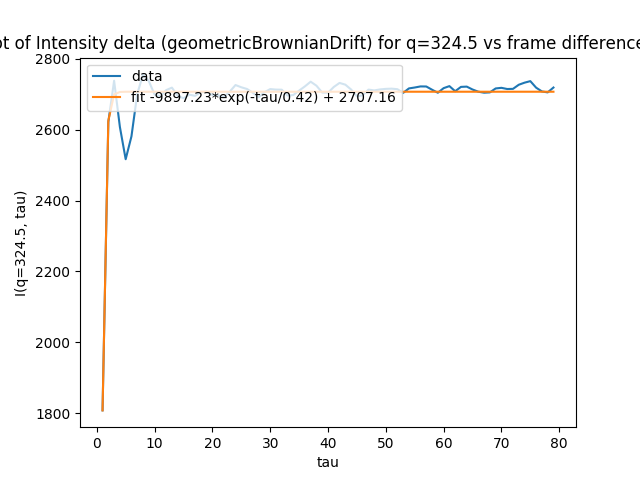 ot of Intensity delta (geometricBrownianDrift) for q=324.5 vs frame difference
2800
2600
2400
2200
2000
1800
I(q=324.5, tau)
data
fit -9897.23*exp(-tau/0.42) + 2707.16
0 10 20 30 40 50 60 70 80
tau